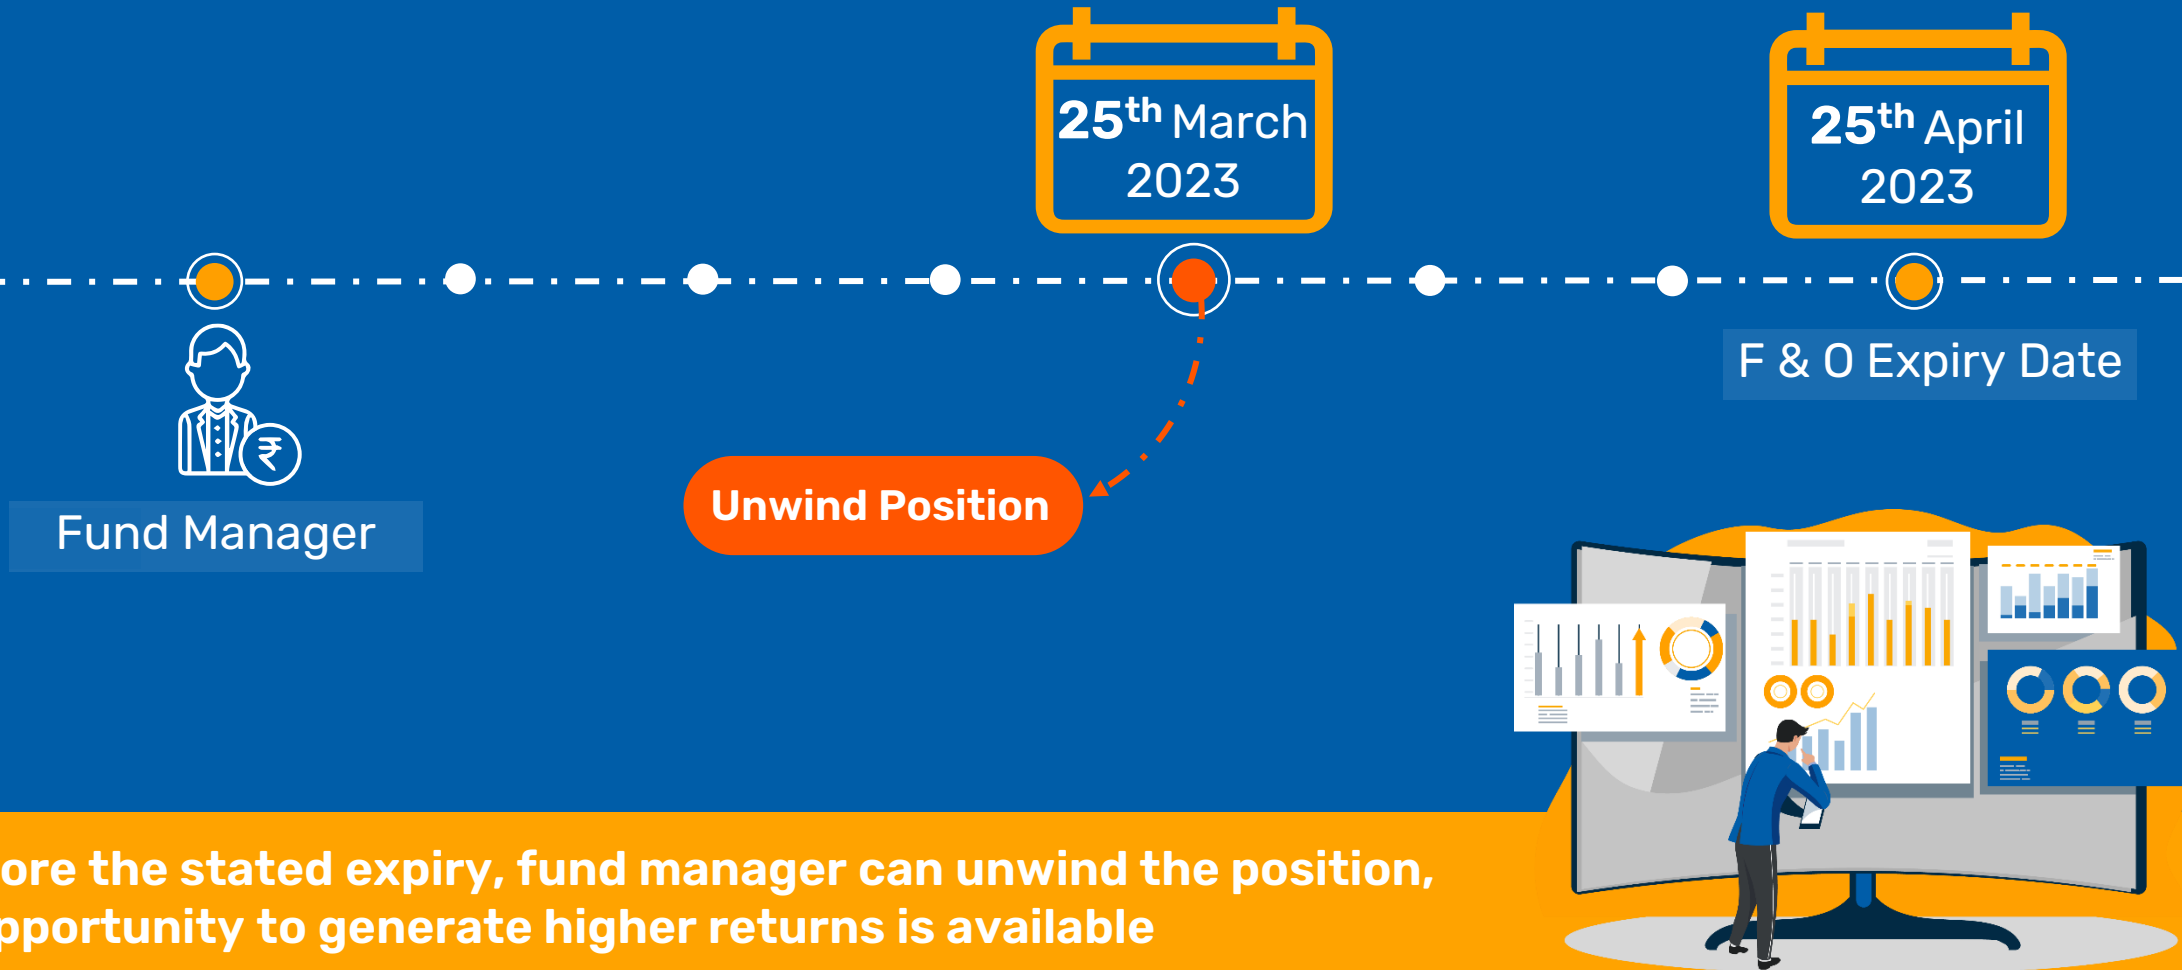 25th March
2023
25th April
2023
F & O Expiry Date
₹
Fund Manager
Unwind Position
ore the stated expiry, fund manager can unwind the position,
pportunity to generate higher returns is available